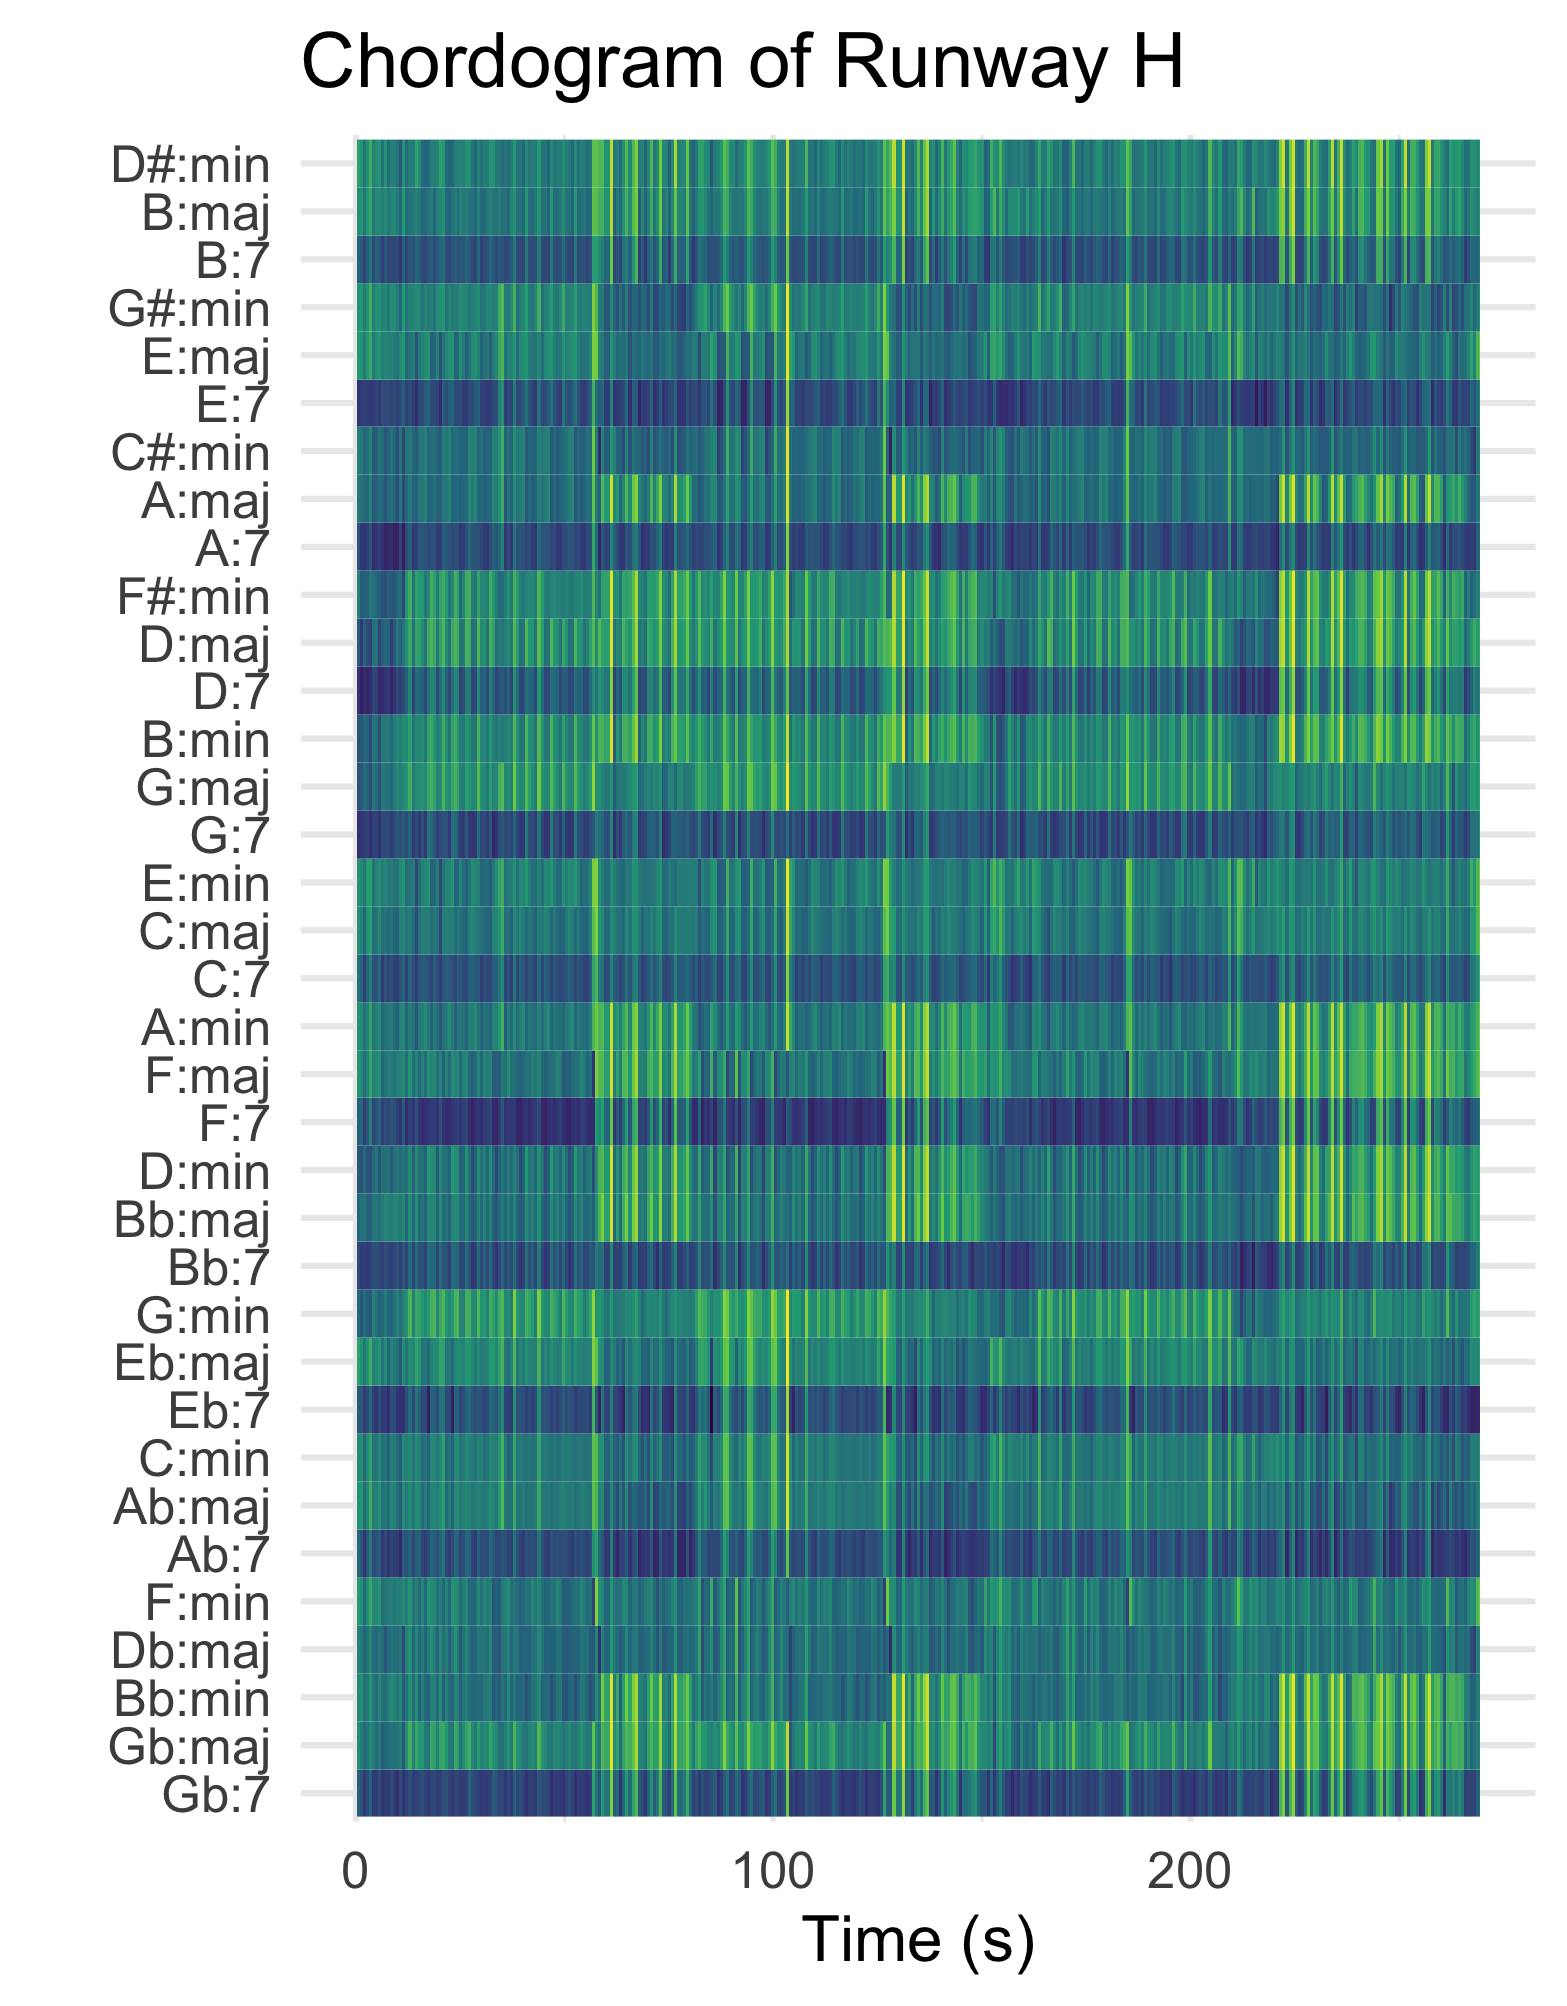 Chordogram of Runway H
D#:min
B:maj
B:7
G#:min
E:maj
E:7
C#:min
A:maj
A:7
F#:min
D:maj
D:7
B:min
G:maj
G:7
E:min
C:maj
C:7
A:min
F:maj
F:7
D:min
Bb:maj
Bb:7
G:min
Eb:maj
Eb:7
C:min
Ab:maj
Ab:7
F:min
Db:maj
Bb:min
Gb:maj
Gb:7
0 100 200
Time (s)